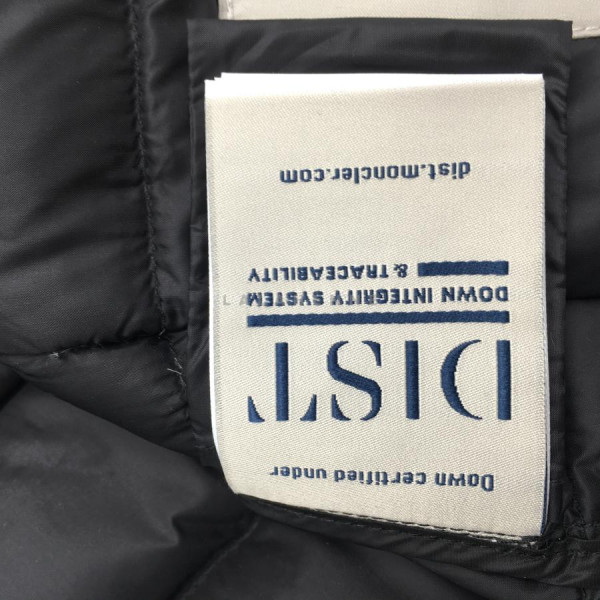 Down certified under
DIST
DOWN INTEGRITY SYSTEM
& TRACEABILITY
dist.moncler.com